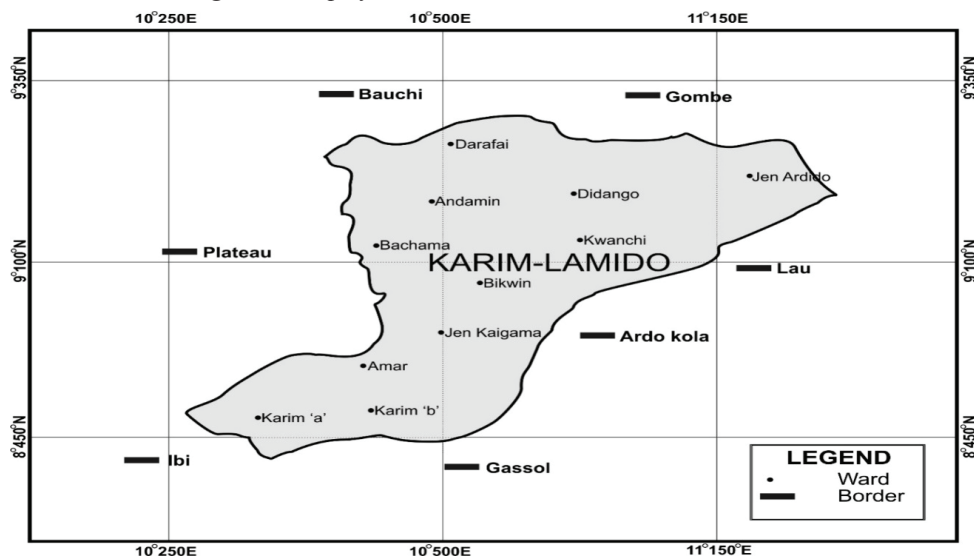 10°250E 10°500E 11°150E
9°350N 9°350N
Bauchi Gombe
Darafai
Jen Ardido
Didango
Andamin
Kwanchi
Bachama
Plateau
9°100N KARIM-LAMIDO 9°100N
Lau
Bikwin
Jen Kaigama
Ardo kola
Amar
Karim 'a' Karim 'b'
8°450N 8°450N
Ibi Gassol
LEGEND
Ward
Border
10°250E 10°500E 11°150E